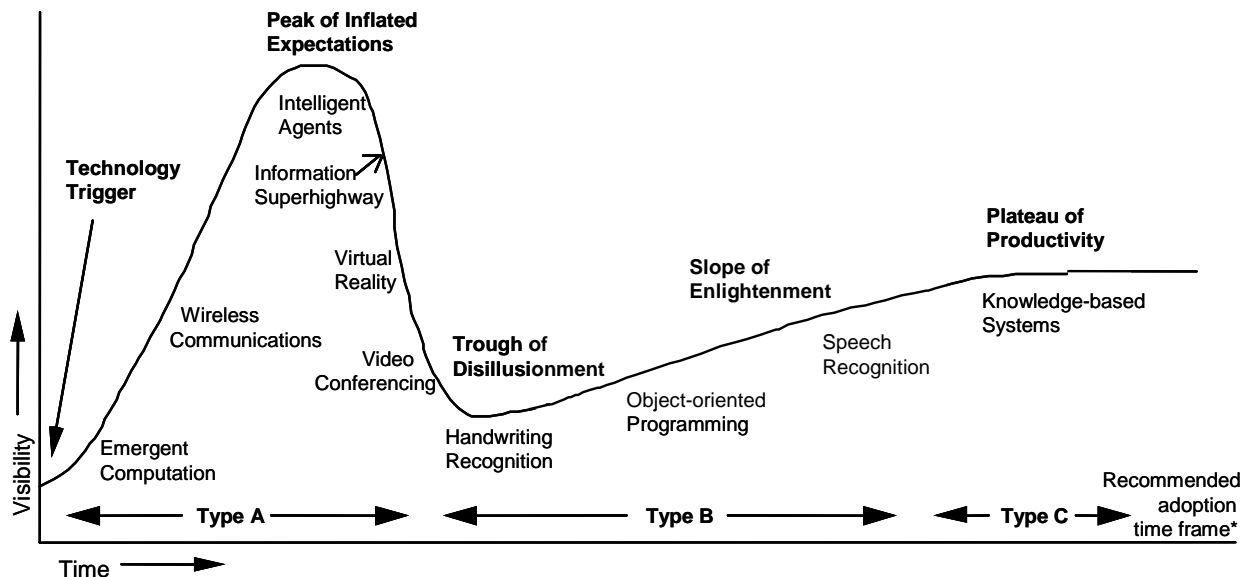 Peak of Inflated
Expectations
Intelligent
Agents
Technology
Trigger
Information
Superhighway
Plateau of
Productivity
Virtual
Reality
Slope of
Enlightenment
Knowledge-based
Systems
Wireless
Communications
Trough of
Disillusionment
Speech
Recognition
Video
Conferencing
Object-oriented
Programming
Handwriting
Recognition
Emergent
Computation
Visibility
Recommended
adoption
time frame*
Type A
Type B
Type C
Time